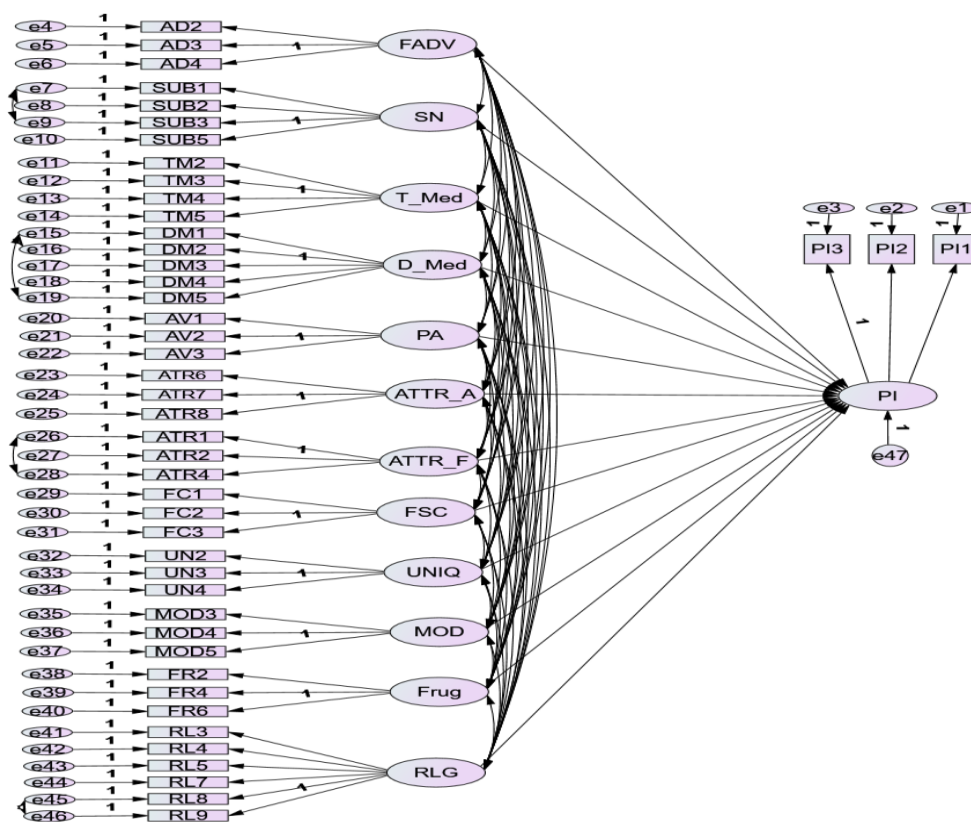 1
e4 AD2
1
e5 AD3 1 FADV
1
e6 AD4
1
e7 SUB1
1
e8 SUB2 SN
1
e9 SUB3 1
1
e10 SUB5
1
e11 TM2
1
e12 TM3 T_Med
1
e13 TM4 1
1
e14 TM5
1
e15 DM1
1
e16 DM2
1
e17 DM3 1 D_Med
1
e18 DM4
1
e19 DM5
e3 e2 e1
1 1 1
PI3 PI2 PI1
1
1
e20 AV1
1
e21 AV2 1 PA
1
e22 AV3
1
e23 ATR6
1
e24 ATR7 1 ATTR_A
1
e25 ATR8
PI
1
e47
1
e26 ATR1
1
e27 ATR2 1 ATTR_F
1
e28 ATR4
1
e29 FC1
1
e30 FC2 1 FSC
1
e31 FC3
1
e32 UN2
1
e33 UN3 1 UNIQ
1
e34 UN4
1
e35 MOD3
1
e36 MOD4 1 MOD
1
e37 MOD5
1
e38 FR2
1
e39 FR4 1 Frug
1
e40 FR6
1
e41 RL3
1
e42 RL4
1
e43 RL5 RLG
1
e44 RL7 1
1
e45 RL8
1
e46 RL9